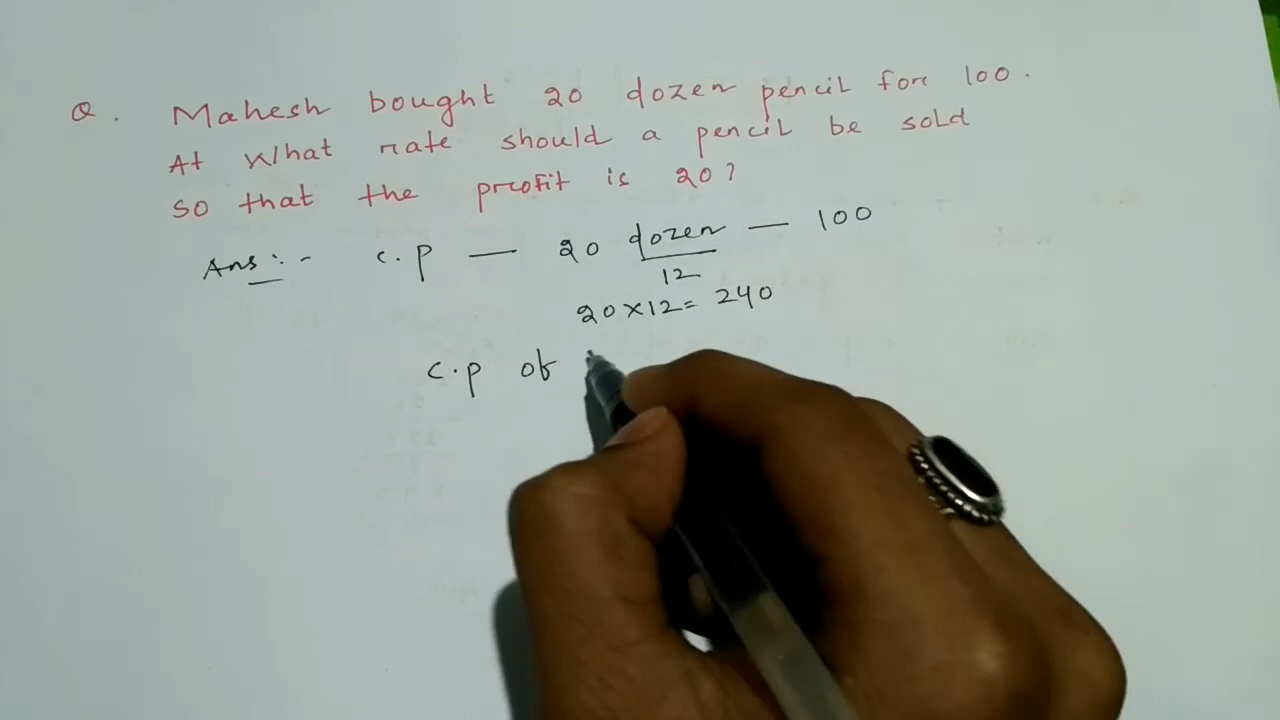 Q. Mahesh bought 20 dozen pencil for 100.
At what rate should a pencil be sold
so that the profit is 20?
Ans :- C.P — 20 dozen — 100
12
20×12= 240
C.P of